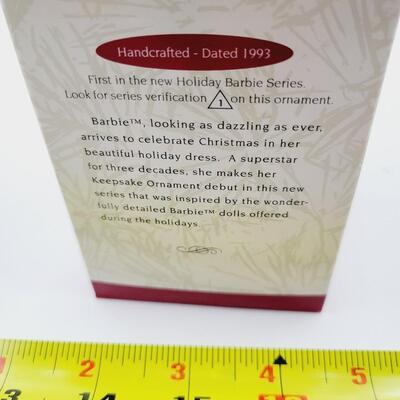 Handcrafted - Dated 1993
First in the new Holiday Barbie Series.
Look for series verification 1 on this ornament.
Barbie™, looking as dazzling as ever,
arrives to celebrate Christmas in her
beautiful holiday dress. A superstar
for three decades, she makes her
Keepsake Ornament debut in this new
series that was inspired by the wonder-
fully detailed Barbie™ dolls offered
during the holidays.
2 3 4 5
3 14 15